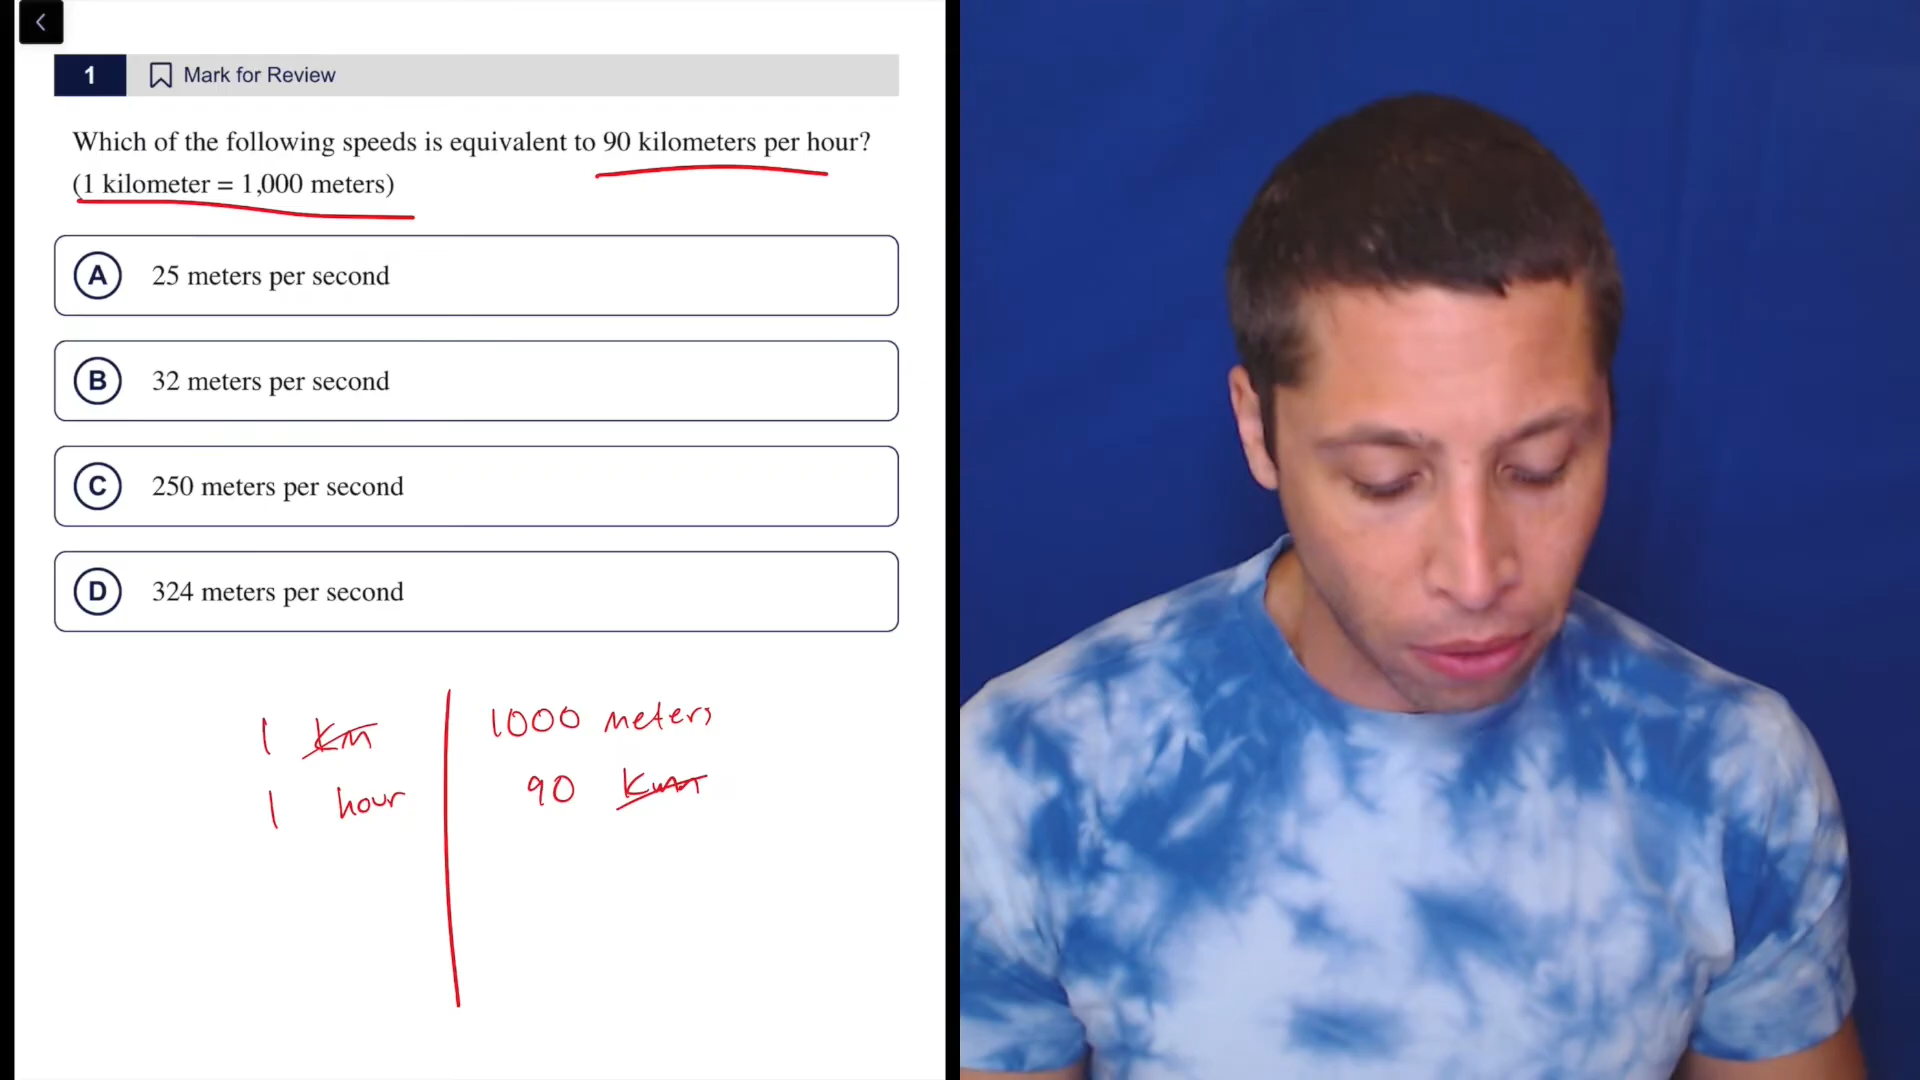 1
Mark for Review
Which of the following speeds is equivalent to 90 kilometers per hour?
(1 kilometer = 1,000 meters)
A 25 meters per second
B 32 meters per second
C 250 meters per second
D 324 meters per second
1 Km 1000 meters
1 hour 90 Km